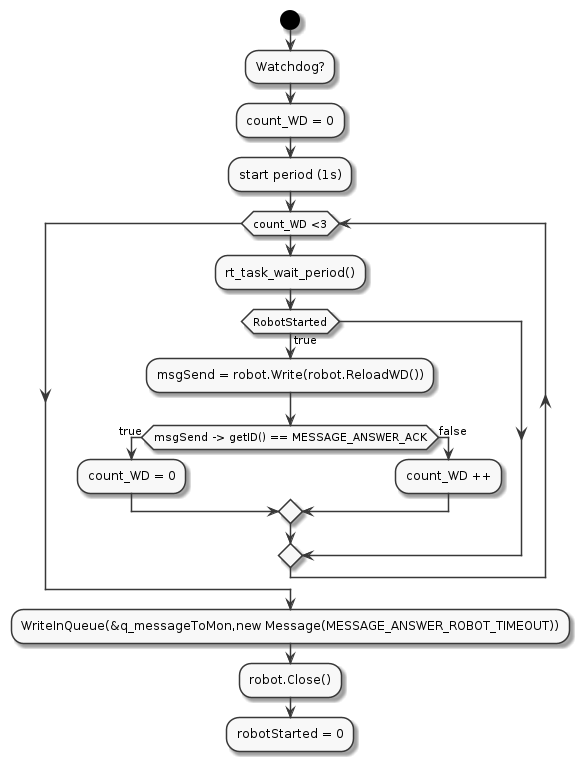 Watchdog?
count_WD = 0
start period (1s)
count_WD <3
rt_task_wait_period()
RobotStarted
true
msgSend = robot.Write(robot.ReloadWD())
true
msgSend -> getID() == MESSAGE_ANSWER_ACK
false
count_WD = 0
count_WD ++
WriteInQueue(&q_messageToMon,new Message(MESSAGE_ANSWER_ROBOT_TIMEOUT))
robot.Close()
robotStarted = 0